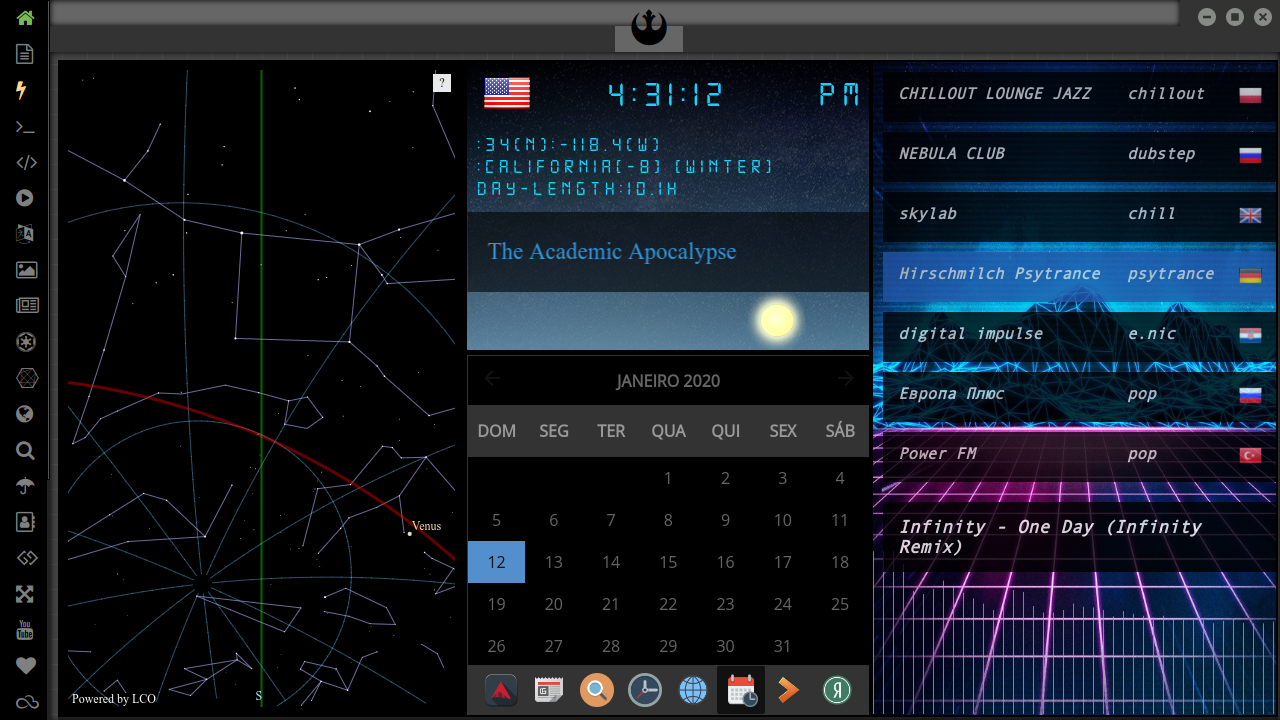 ?
Venus
Powered by LCO
S
4:31:12 PM
:34(N):-118.4(W)
:CALIFORNIA[-8] [WINTER]
DAY-LENGTH:10.1H
The Academic Apocalypse
JANEIRO 2020
DOM SEG TER QUA QUI SEX SÁB
1 2 3 4
5 6 7 8 9 10 11
12 13 14 15 16 17 18
19 20 21 22 23 24 25
26 27 28 29 30 31
CHILLOUT LOUNGE JAZZ chillout
NEBULA CLUB dubstep
skylab chill
Hirschmilch Psytrance psytrance
digital impulse e.nic
Европа Плюс pop
Power FM pop
Infinity - One Day (Infinity
Remix)
You
Tube
Я